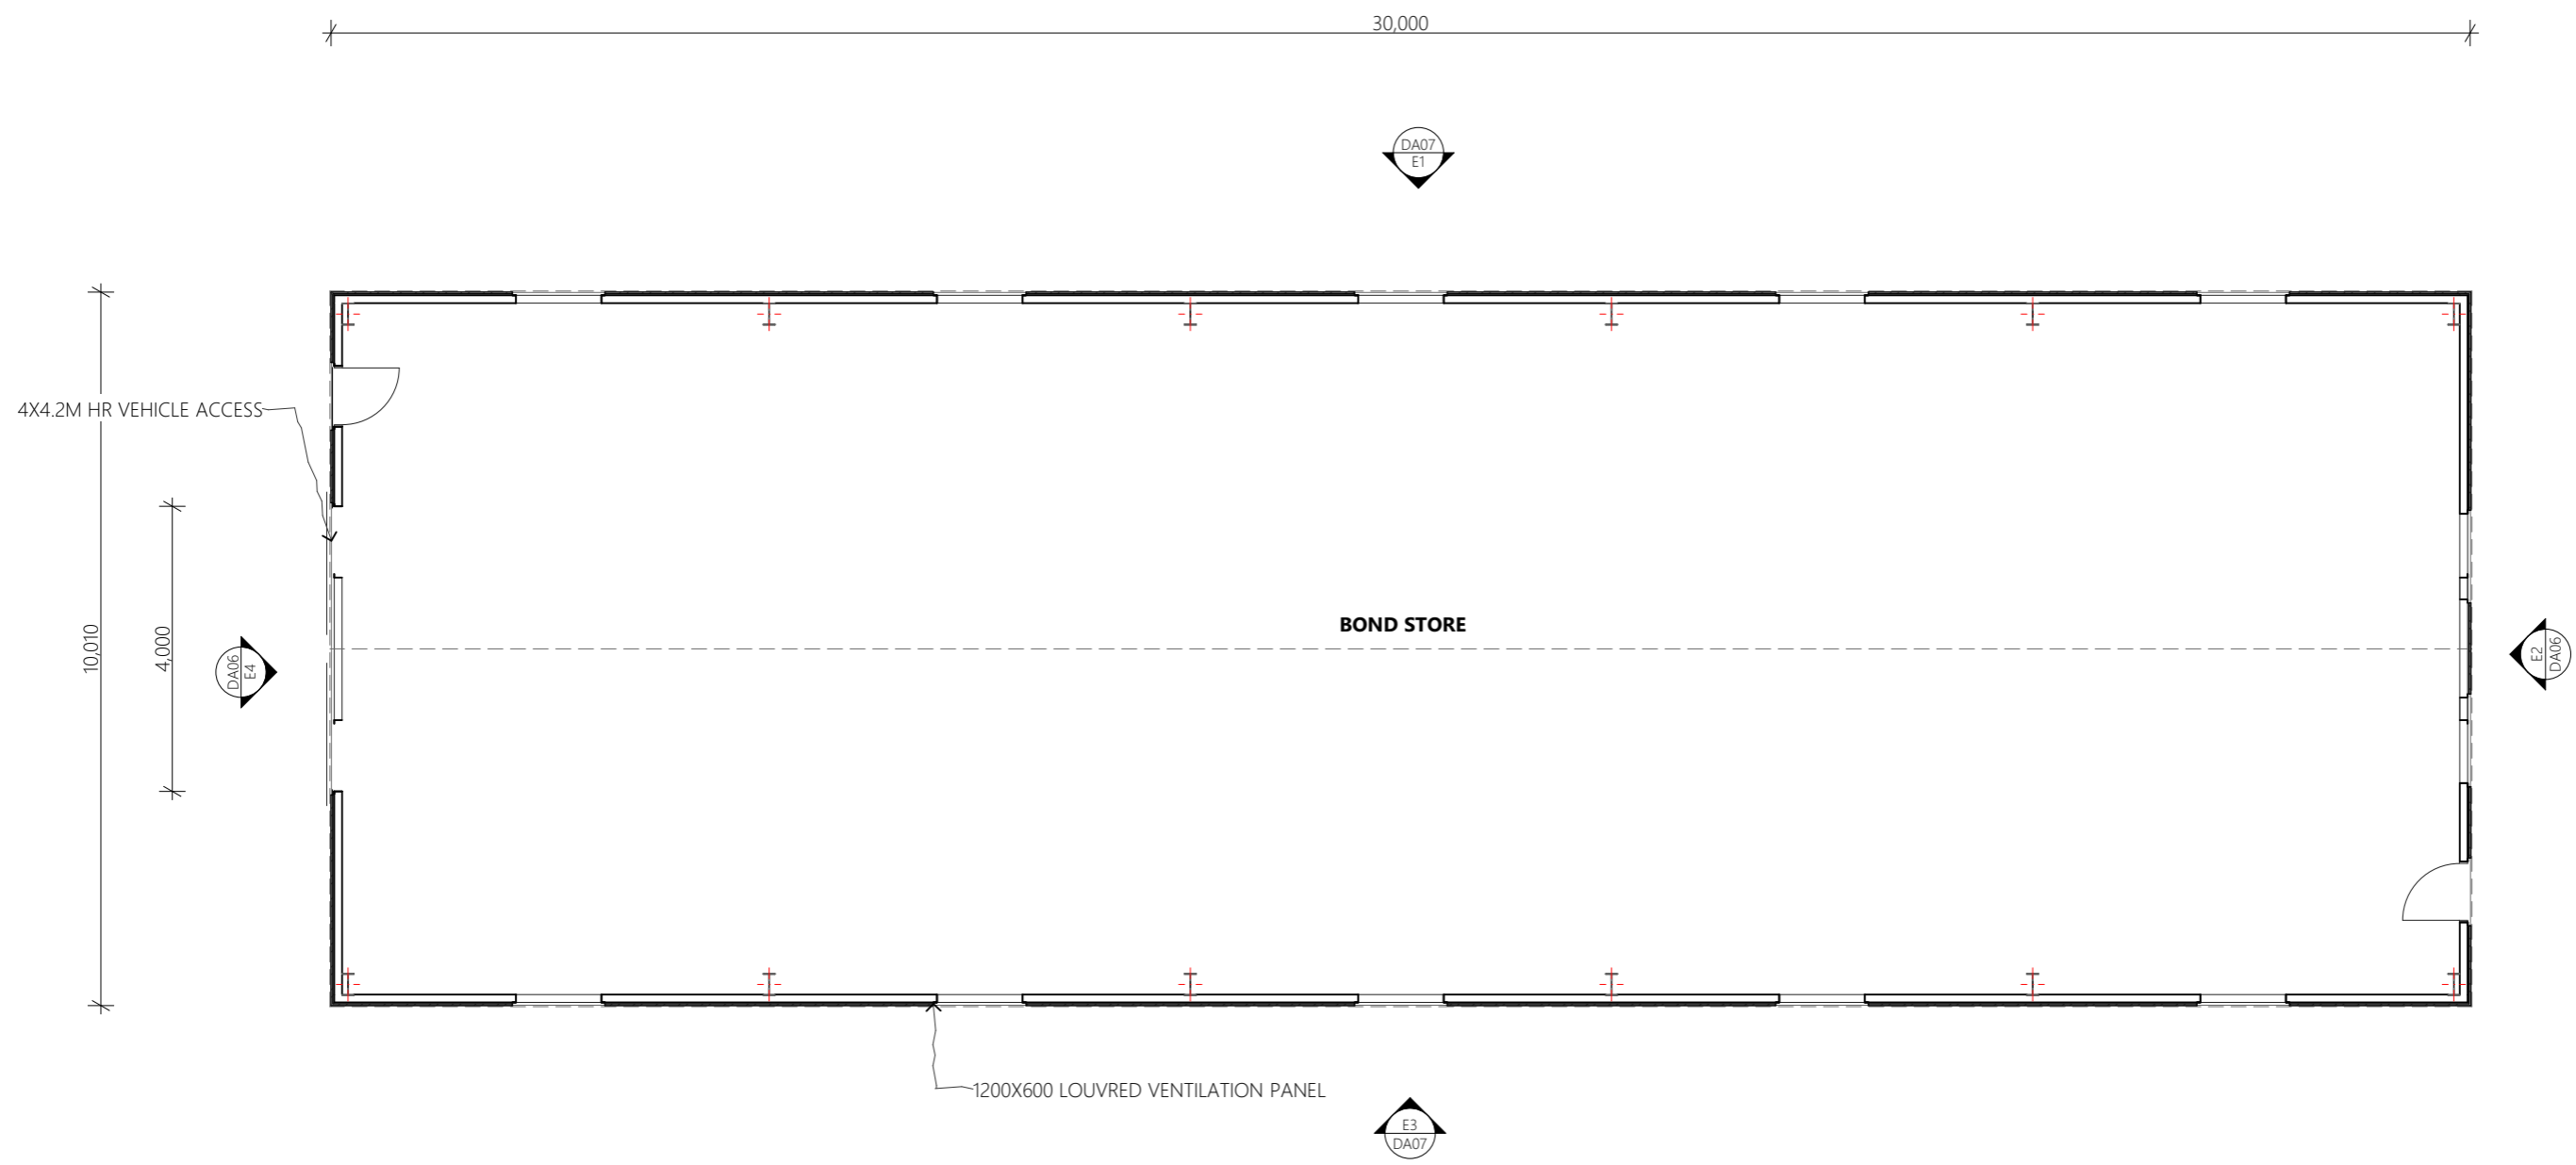 30,000
DA07
E1
4X4.2M HR VEHICLE ACCESS
10,010
4,000
DA06
E4
BOND STORE
E2
DA06
1200X600 LOUVRED VENTILATION PANEL
E3
DA07